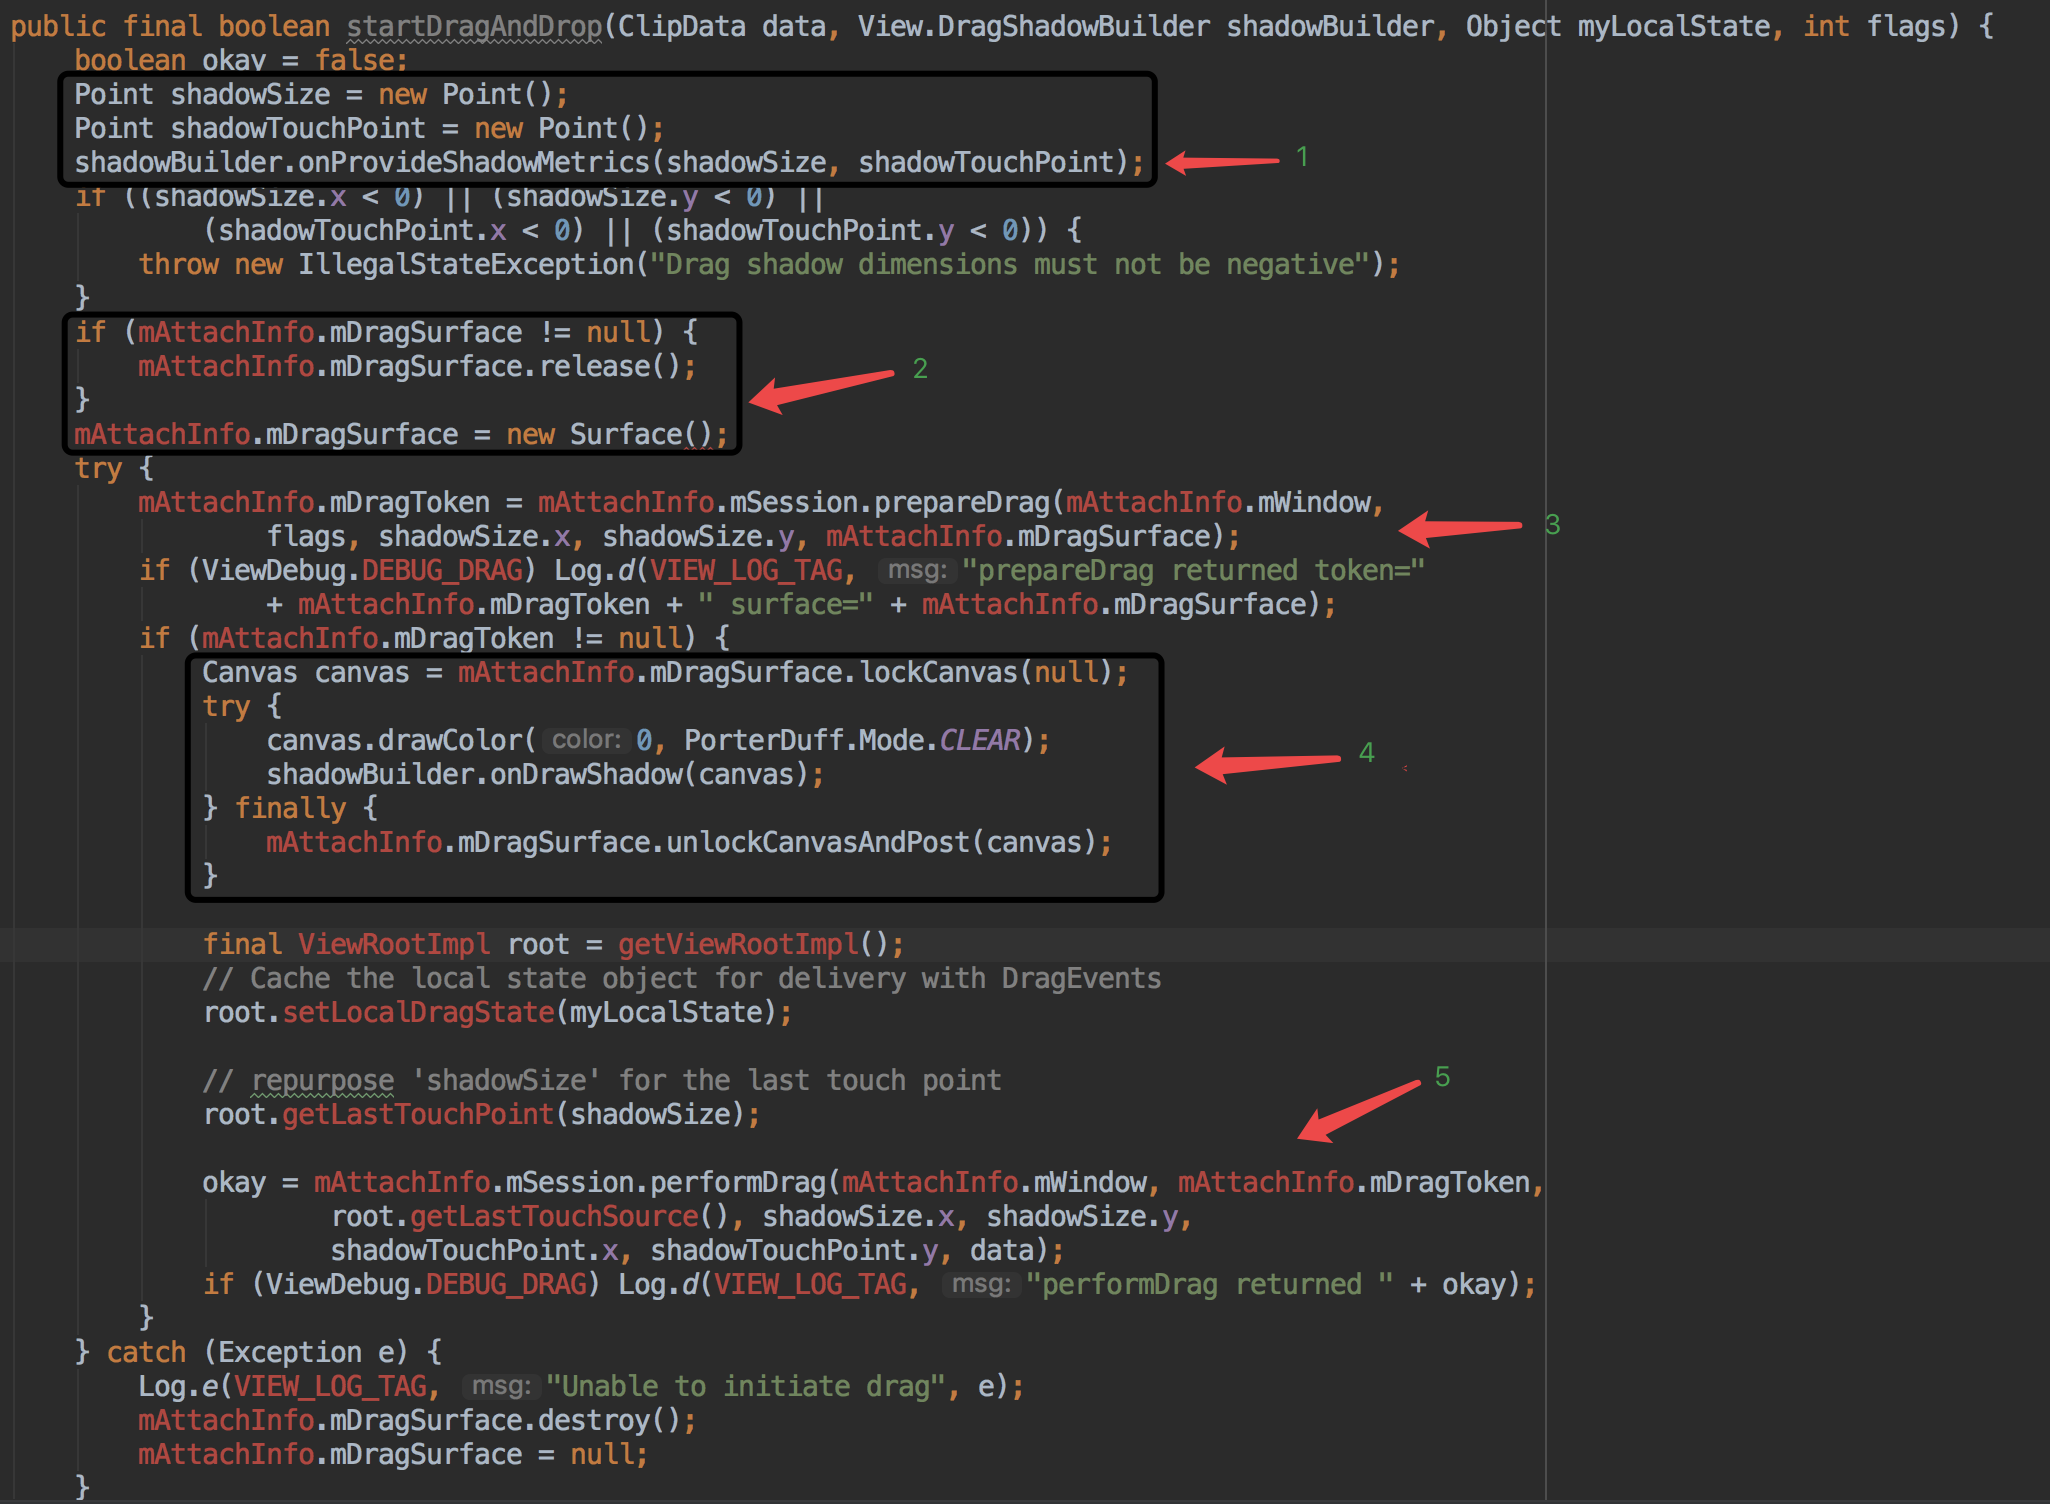 public final boolean startDragAndDrop(ClipData data, View.DragShadowBuilder shadowBuilder, Object myLocalState, int flags) {
boolean okay = false;
Point shadowSize = new Point();
Point shadowTouchPoint = new Point();
shadowBuilder.onProvideShadowMetrics(shadowSize, shadowTouchPoint); 1
if ((shadowSize.x < 0) || (shadowSize.y < 0) ||
(shadowTouchPoint.x < 0) || (shadowTouchPoint.y < 0)) {
throw new IllegalStateException("Drag shadow dimensions must not be negative");
}
if (mAttachInfo.mDragSurface != null) {
mAttachInfo.mDragSurface.release(); 2
}
mAttachInfo.mDragSurface = new Surface();
try {
mAttachInfo.mDragToken = mAttachInfo.mSession.prepareDrag(mAttachInfo.mWindow,
flags, shadowSize.x, shadowSize.y, mAttachInfo.mDragSurface); 3
if (ViewDebug.DEBUG_DRAG) Log.d(VIEW_LOG_TAG, msg: "prepareDrag returned token="
+ mAttachInfo.mDragToken + " surface=" + mAttachInfo.mDragSurface);
if (mAttachInfo.mDragToken != null) {
Canvas canvas = mAttachInfo.mDragSurface.lockCanvas(null);
try {
canvas.drawColor( color: 0, PorterDuff.Mode.CLEAR); 4
shadowBuilder.onDrawShadow(canvas);
} finally {
mAttachInfo.mDragSurface.unlockCanvasAndPost(canvas);
}
final ViewRootImpl root = getViewRootImpl();
// Cache the local state object for delivery with DragEvents
root.setLocalDragState(myLocalState);
// repurpose 'shadowSize' for the last touch point 5
root.getLastTouchPoint(shadowSize);
okay = mAttachInfo.mSession.performDrag(mAttachInfo.mWindow, mAttachInfo.mDragToken,
root.getLastTouchSource(), shadowSize.x, shadowSize.y,
shadowTouchPoint.x, shadowTouchPoint.y, data);
if (ViewDebug.DEBUG_DRAG) Log.d(VIEW_LOG_TAG, msg: "performDrag returned " + okay);
}
} catch (Exception e) {
Log.e(VIEW_LOG_TAG, msg: "Unable to initiate drag", e);
mAttachInfo.mDragSurface.destroy();
mAttachInfo.mDragSurface = null;
}